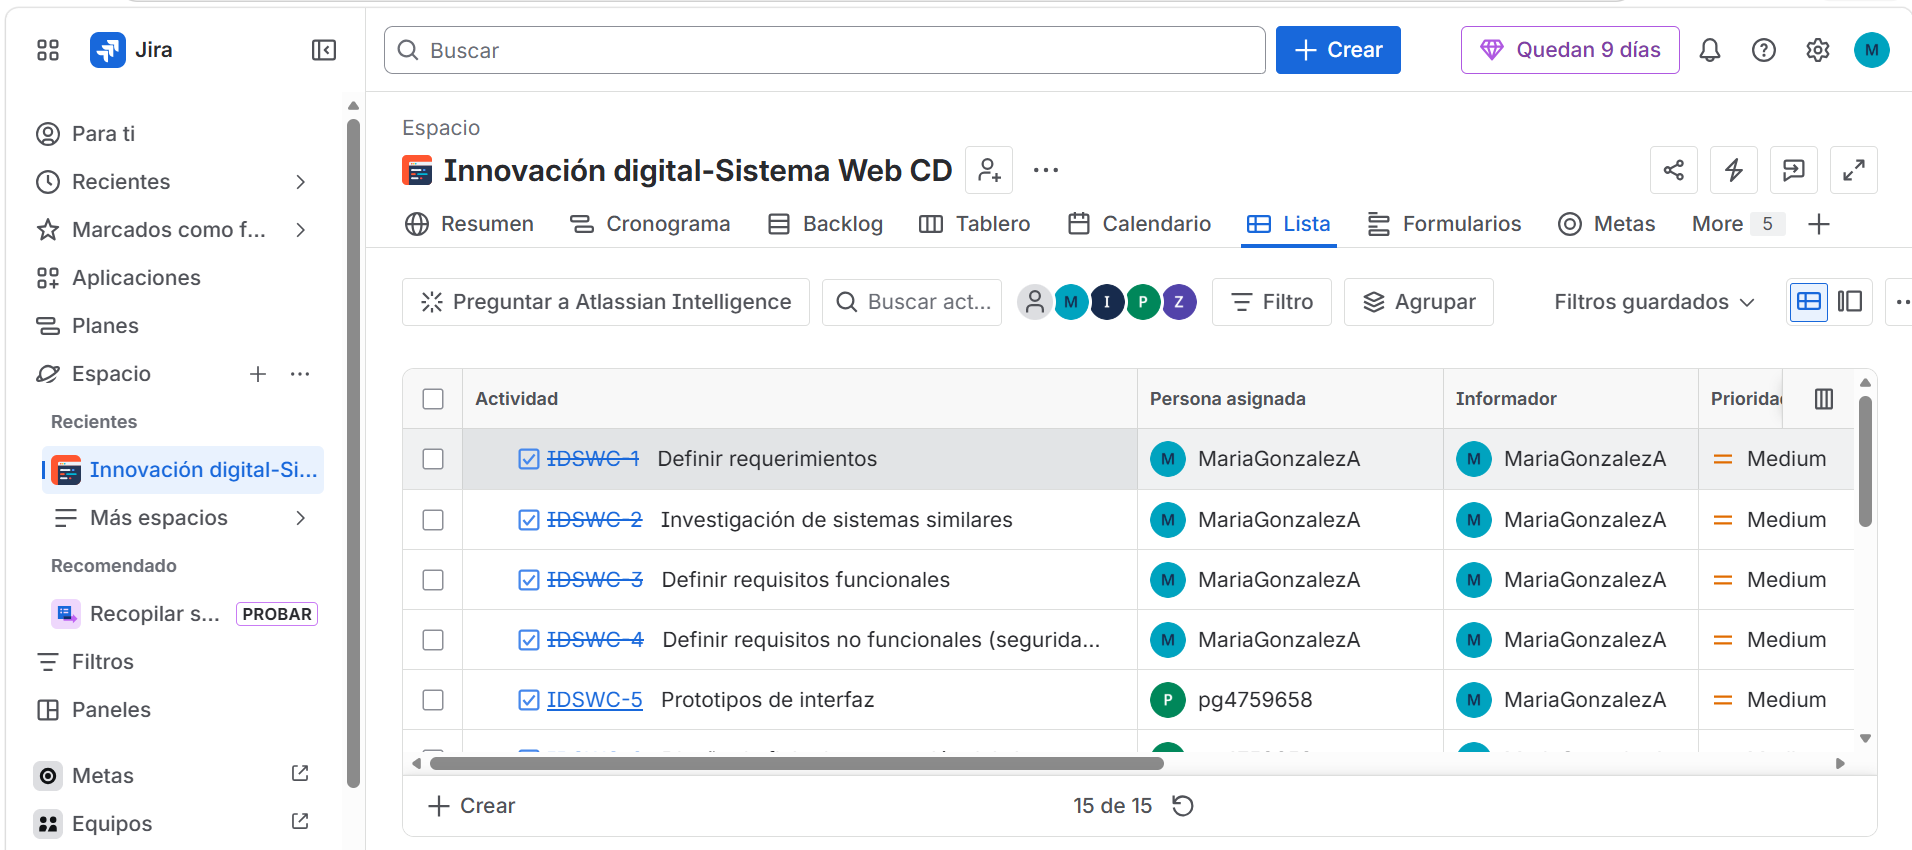 Jira
Buscar
Crear
Quedan 9 días
M
Para ti
Recientes
Marcados como f...
Aplicaciones
Planes
Espacio
Recientes
Innovación digital-Si...
Más espacios
Recomendado
Recopilar s... PROBAR
Filtros
Paneles
Metas
Equipos
Espacio
Innovación digital-Sistema Web CD
Resumen Cronograma Backlog Tablero Calendario Lista Formularios Metas More 5
Preguntar a Atlassian Intelligence Buscar act... M I P Z Filtro Agrupar Filtros guardados
Actividad Persona asignada Informador Priorida
IDSWC-1 Definir requerimientos M MariaGonzalezA M MariaGonzalezA Medium
IDSWC-2 Investigación de sistemas similares M MariaGonzalezA M MariaGonzalezA Medium
IDSWC-3 Definir requisitos funcionales M MariaGonzalezA M MariaGonzalezA Medium
IDSWC-4 Definir requisitos no funcionales (segurida... M MariaGonzalezA M MariaGonzalezA Medium
IDSWC-5 Prototipos de interfaz P pg4759658 M MariaGonzalezA Medium
Crear 15 de 15